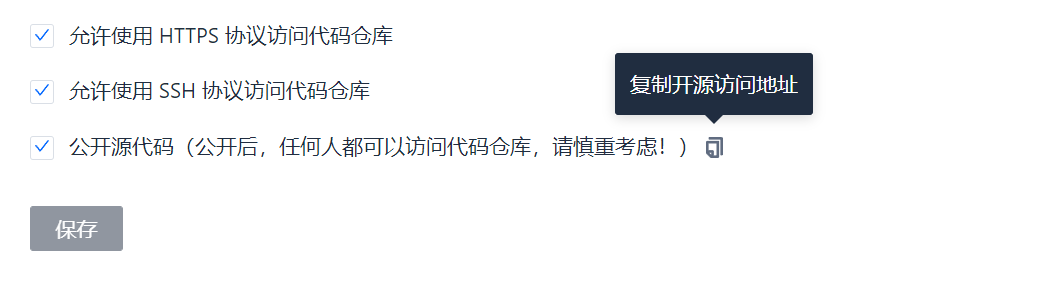 允许使用 HTTPS 协议访问代码仓库
允许使用 SSH 协议访问代码仓库
复制开源访问地址
公开源代码（公开后，任何人都可以访问代码仓库，请慎重考虑！）
保存